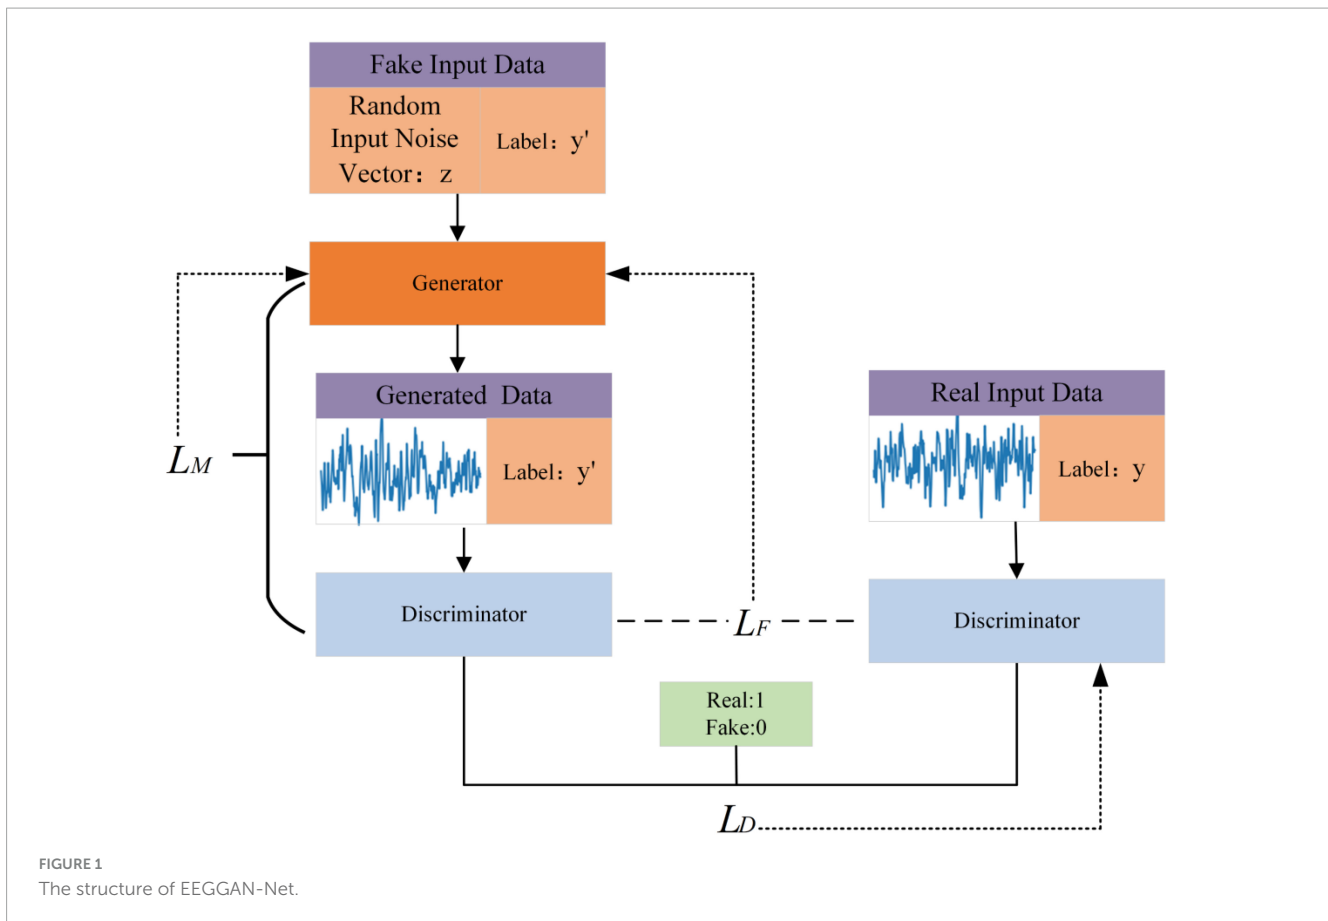 Fake Input Data
Random
Input Noise
Vector：z
Label：y'
Generator
Generated Data
Label：y'
Real Input Data
Label：y
LM
Discriminator
LF
Discriminator
Real:1
Fake:0
LD
FIGURE 1
The structure of EEGGAN-Net.